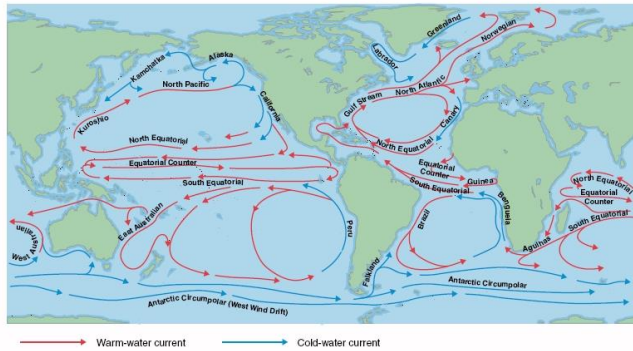 Greenland
Norwegian
Labrador
Alaska
Kamchatka
North Pacific
California
Kuros/No
Gulf Stream
North Atlantic
Canary
North Equatorial
North Equatorial
Equatorial Counter
South Equatorial
Equatorial
Counter
South Equatorial
Guinea
North Equatorial
Equatorial
Counter
South Equatorial
East Australian
West Australian
Peru
Brazil
Benguela
Agulhas
Falkland
Antarctic Circumpolar
Antarctic Circumpolar (West Wind Drift)
Warm-water current
Cold-water current